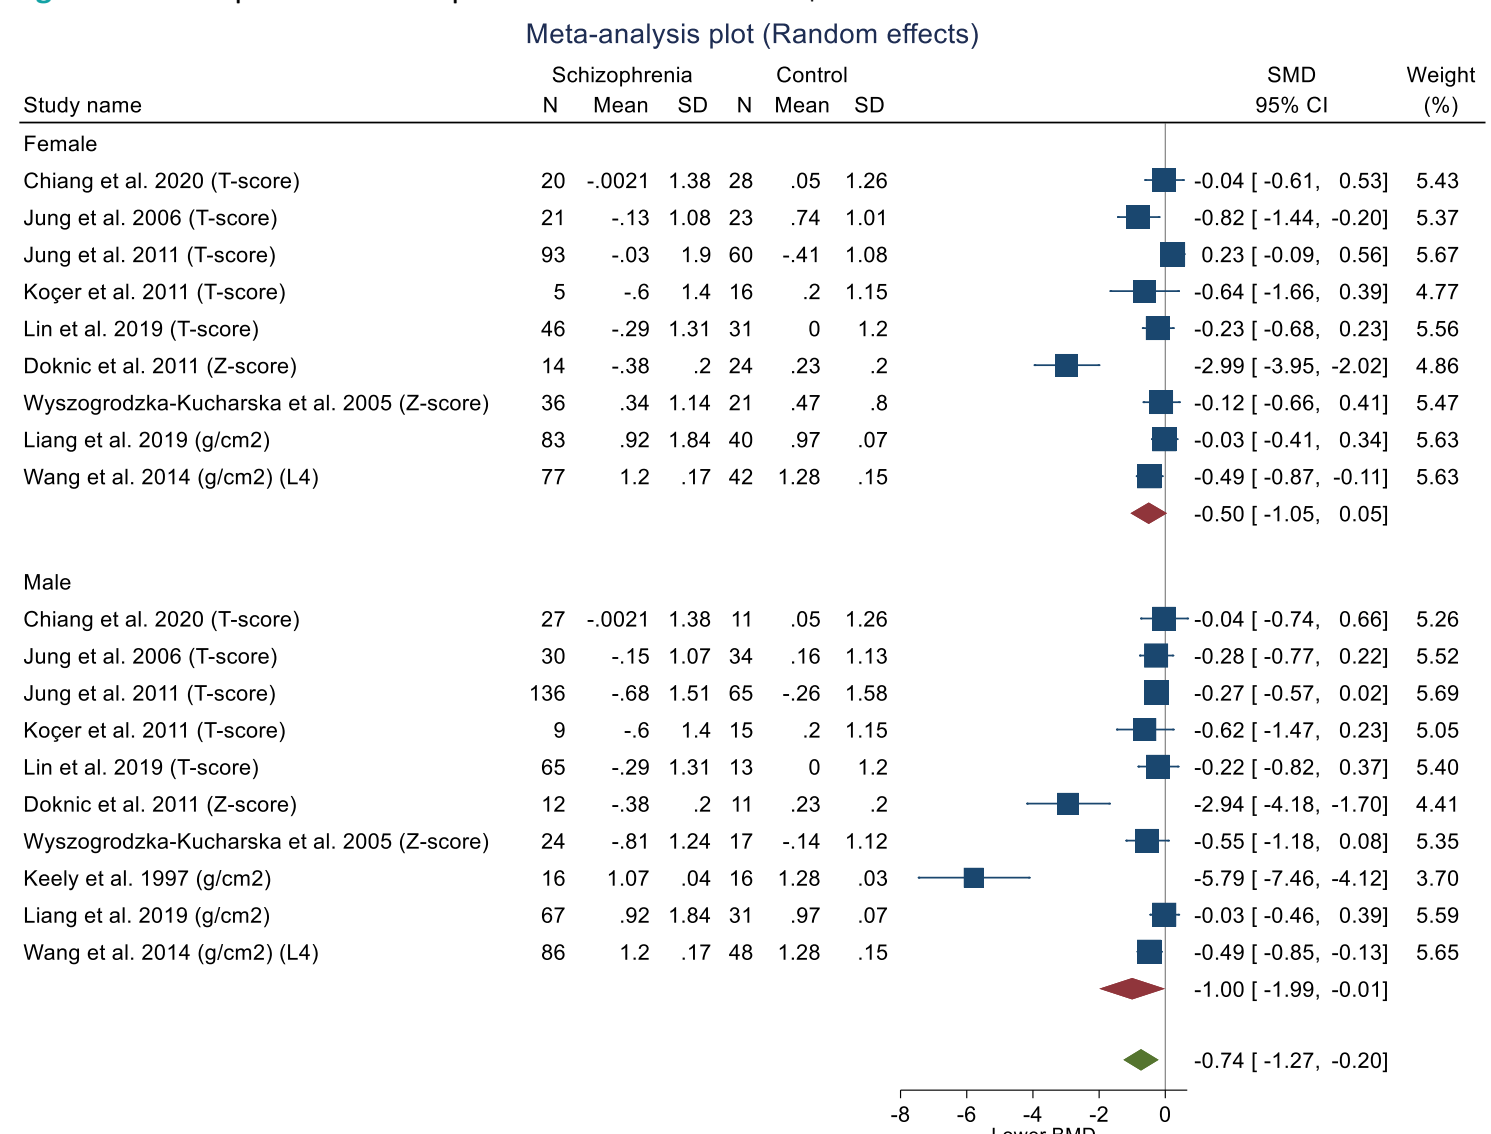 Meta-analysis plot (Random effects)
Schizophrenia Control SMD Weight
Study name N Mean SD N Mean SD 95% CI (%)
Female
Chiang et al. 2020 (T-score) 20 -.0021 1.38 28 .05 1.26 -0.04 [ -0.61, 0.53] 5.43
Jung et al. 2006 (T-score) 21 -.13 1.08 23 .74 1.01 -0.82 [ -1.44, -0.20] 5.37
Jung et al. 2011 (T-score) 93 -.03 1.9 60 -.41 1.08 0.23 [ -0.09, 0.56] 5.67
Koçer et al. 2011 (T-score) 5 -.6 1.4 16 .2 1.15 -0.64 [ -1.66, 0.39] 4.77
Lin et al. 2019 (T-score) 46 -.29 1.31 31 0 1.2 -0.23 [ -0.68, 0.23] 5.56
Doknic et al. 2011 (Z-score) 14 -.38 .2 24 .23 .2 -2.99 [ -3.95, -2.02] 4.86
Wyszogrodzka-Kucharska et al. 2005 (Z-score) 36 .34 1.14 21 .47 .8 -0.12 [ -0.66, 0.41] 5.47
Liang et al. 2019 (g/cm2) 83 .92 1.84 40 .97 .07 -0.03 [ -0.41, 0.34] 5.63
Wang et al. 2014 (g/cm2) (L4) 77 1.2 .17 42 1.28 .15 -0.49 [ -0.87, -0.11] 5.63
-0.50 [ -1.05, 0.05]
Male
Chiang et al. 2020 (T-score) 27 -.0021 1.38 11 .05 1.26 -0.04 [ -0.74, 0.66] 5.26
Jung et al. 2006 (T-score) 30 -.15 1.07 34 .16 1.13 -0.28 [ -0.77, 0.22] 5.52
Jung et al. 2011 (T-score) 136 -.68 1.51 65 -.26 1.58 -0.27 [ -0.57, 0.02] 5.69
Koçer et al. 2011 (T-score) 9 -.6 1.4 15 .2 1.15 -0.62 [ -1.47, 0.23] 5.05
Lin et al. 2019 (T-score) 65 -.29 1.31 13 0 1.2 -0.22 [ -0.82, 0.37] 5.40
Doknic et al. 2011 (Z-score) 12 -.38 .2 11 .23 .2 -2.94 [ -4.18, -1.70] 4.41
Wyszogrodzka-Kucharska et al. 2005 (Z-score) 24 -.81 1.24 17 -.14 1.12 -0.55 [ -1.18, 0.08] 5.35
Keely et al. 1997 (g/cm2) 16 1.07 .04 16 1.28 .03 -5.79 [ -7.46, -4.12] 3.70
Liang et al. 2019 (g/cm2) 67 .92 1.84 31 .97 .07 -0.03 [ -0.46, 0.39] 5.59
Wang et al. 2014 (g/cm2) (L4) 86 1.2 .17 48 1.28 .15 -0.49 [ -0.85, -0.13] 5.65
-1.00 [ -1.99, -0.01]
-0.74 [ -1.27, -0.20]
-8 -6 -4 -2 0
Lower BMD